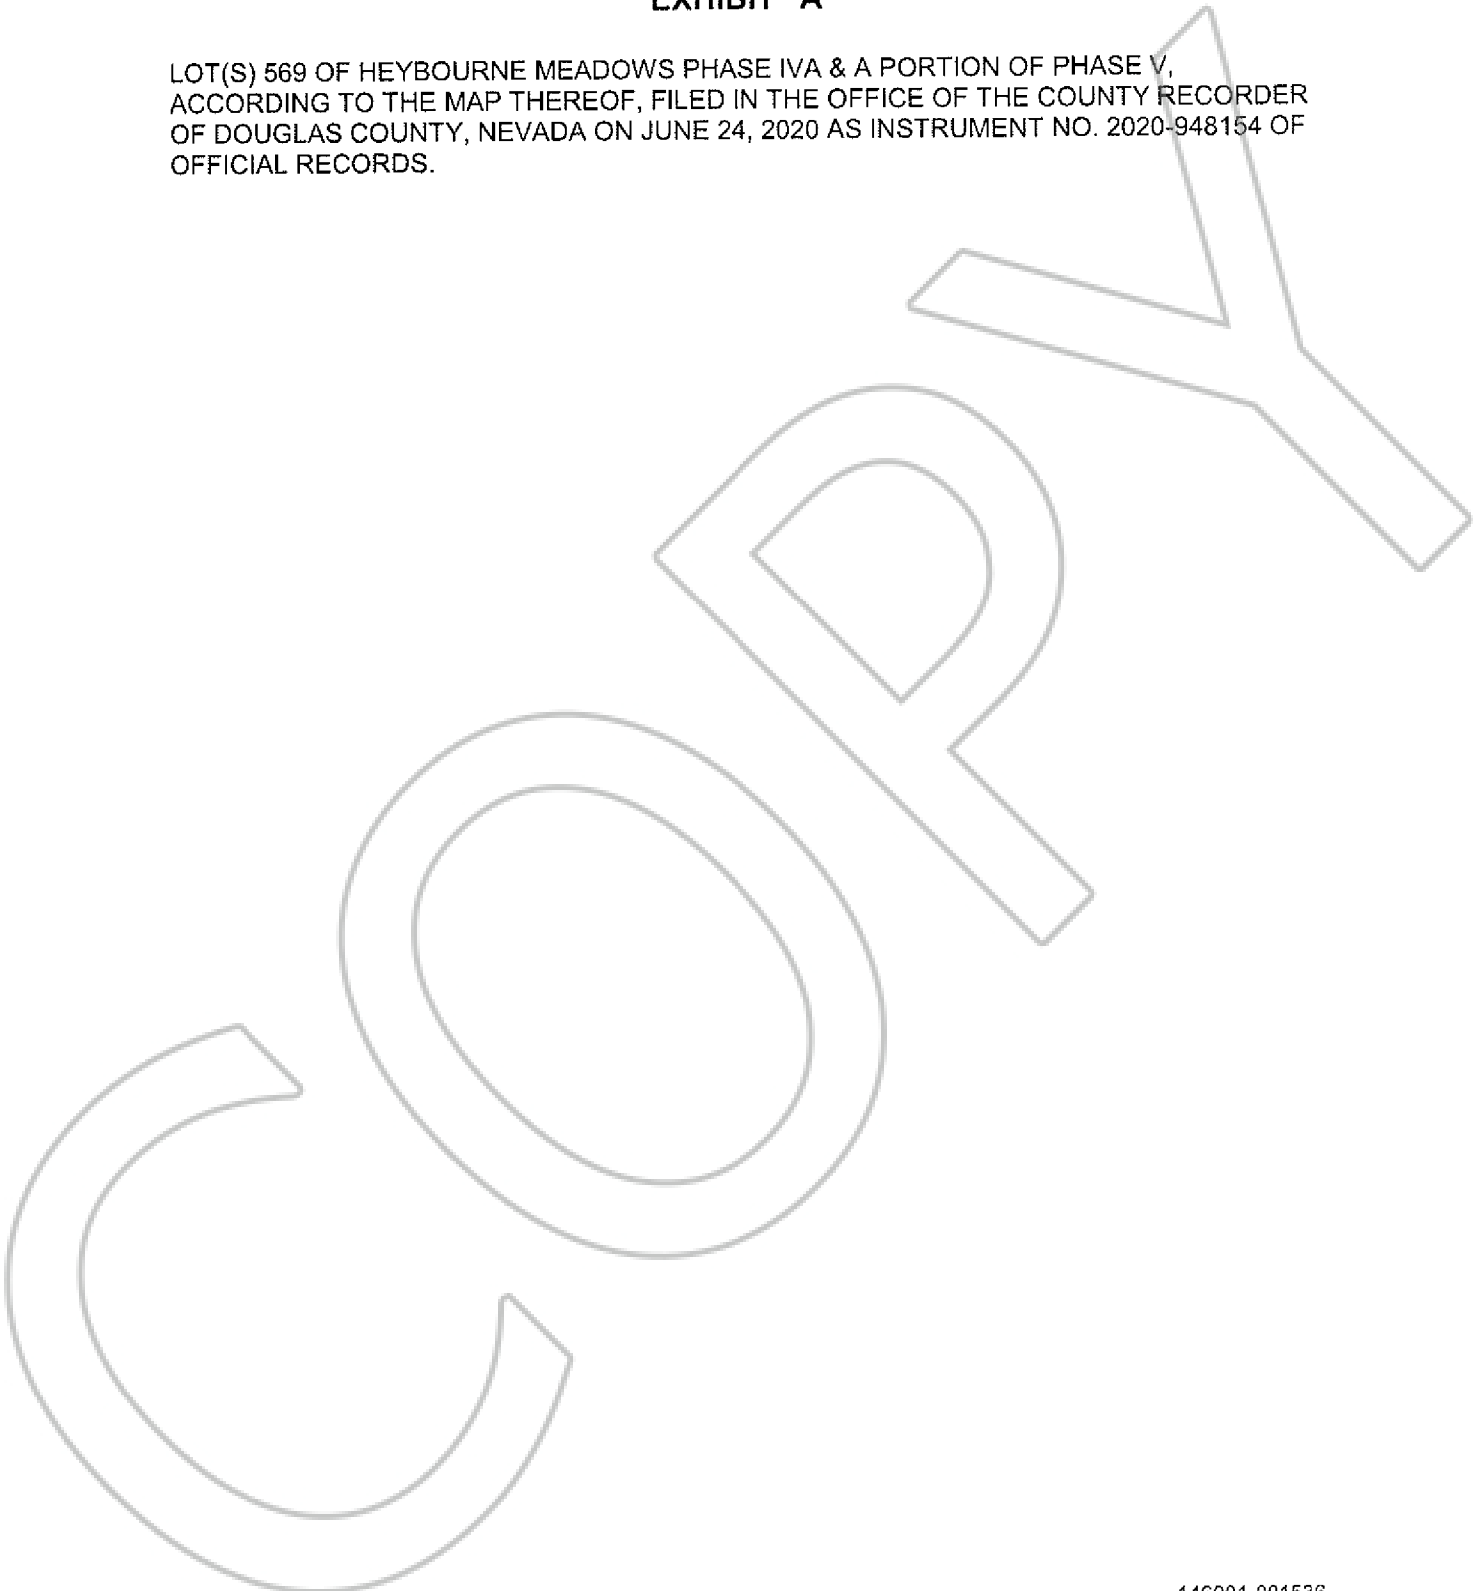 EXHIBIT "A"
LOT(S) 569 OF HEYBOURNE MEADOWS PHASE IVA & A PORTION OF PHASE V,
ACCORDING TO THE MAP THEREOF, FILED IN THE OFFICE OF THE COUNTY RECORDER
OF DOUGLAS COUNTY, NEVADA ON JUNE 24, 2020 AS INSTRUMENT NO. 2020-948154 OF
OFFICIAL RECORDS.
COPY